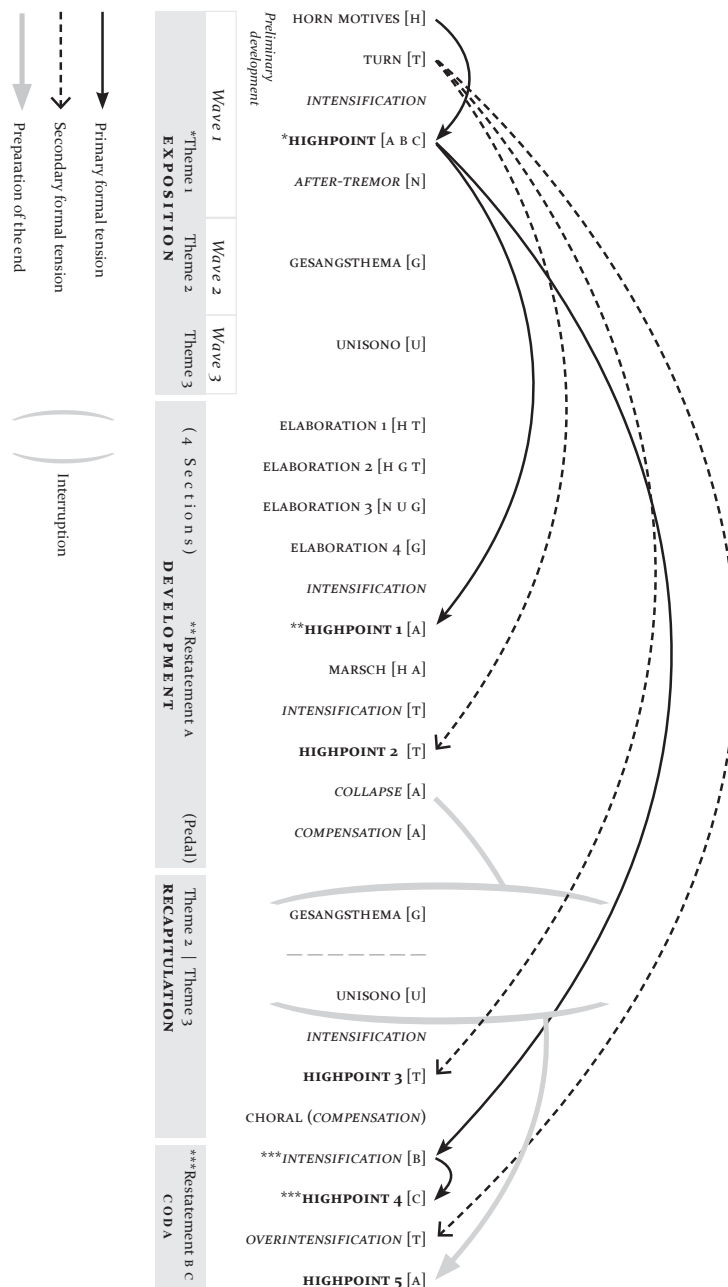 HORN MOTIVES [H]
TURN [T]
INTENSIFICATION
*HIGHPOINT [A B C]
AFTER-TREMOR [N]
GESANGSTHEMA [G]
UNISONO [U]
ELABORATION 1 [H T]
ELABORATION 2 [H G T]
ELABORATION 3 [N U G]
ELABORATION 4 [G]
INTENSIFICATION
**HIGHPOINT 1 [A]
MARSCH [H A]
INTENSIFICATION [T]
HIGHPOINT 2 [T]
COLLAPSE [A]
COMPENSATION [A]
GESANGSTHEMA [G]
UNISONO [U]
INTENSIFICATION
HIGHPOINT 3 [T]
CHORAL (COMPENSATION)
***INTENSIFICATION [B]
***HIGHPOINT 4 [C]
OVERINTENSIFICATION [T]
HIGHPOINT 5 [A]
Preliminary
development
Wave 1
Wave 2
Wave 3
*Theme 1
Theme 2
Theme 3
EXPOSITION
(4 Sections)
**Restatement A
(Pedal)
DEVELOPMENT
Theme 2 | Theme 3
RECAPITULATION
***Restatement B C
CODA
Primary formal tension
Secondary formal tension
Preparation of the end
Interruption